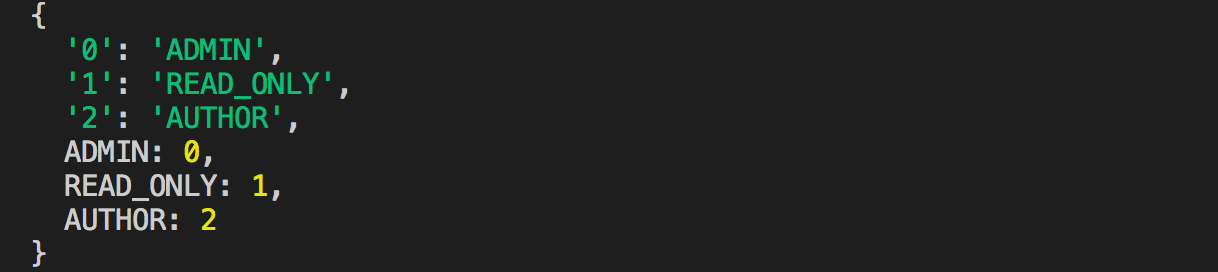 {
'0': 'ADMIN',
'1': 'READ_ONLY',
'2': 'AUTHOR',
ADMIN: 0,
READ_ONLY: 1,
AUTHOR: 2
}